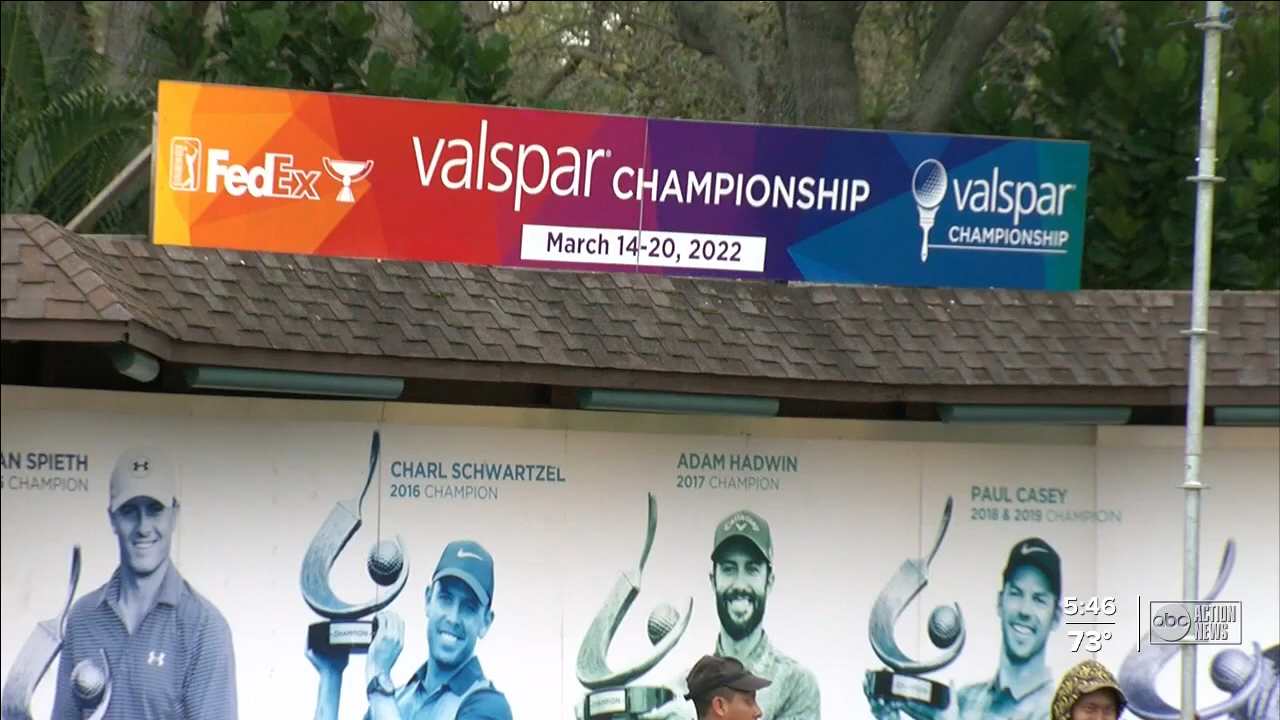 FedEx
valspar CHAMPIONSHIP
March 14-20, 2022
valspar
CHAMPIONSHIP
AN SPIETH
CHAMPION
CHARL SCHWARTZEL
2016 CHAMPION
ADAM HADWIN
2017 CHAMPION
PAUL CASEY
2018 & 2019 CHAMPION
CHAMPION
5:46
73°
abc
ACTION
NEWS